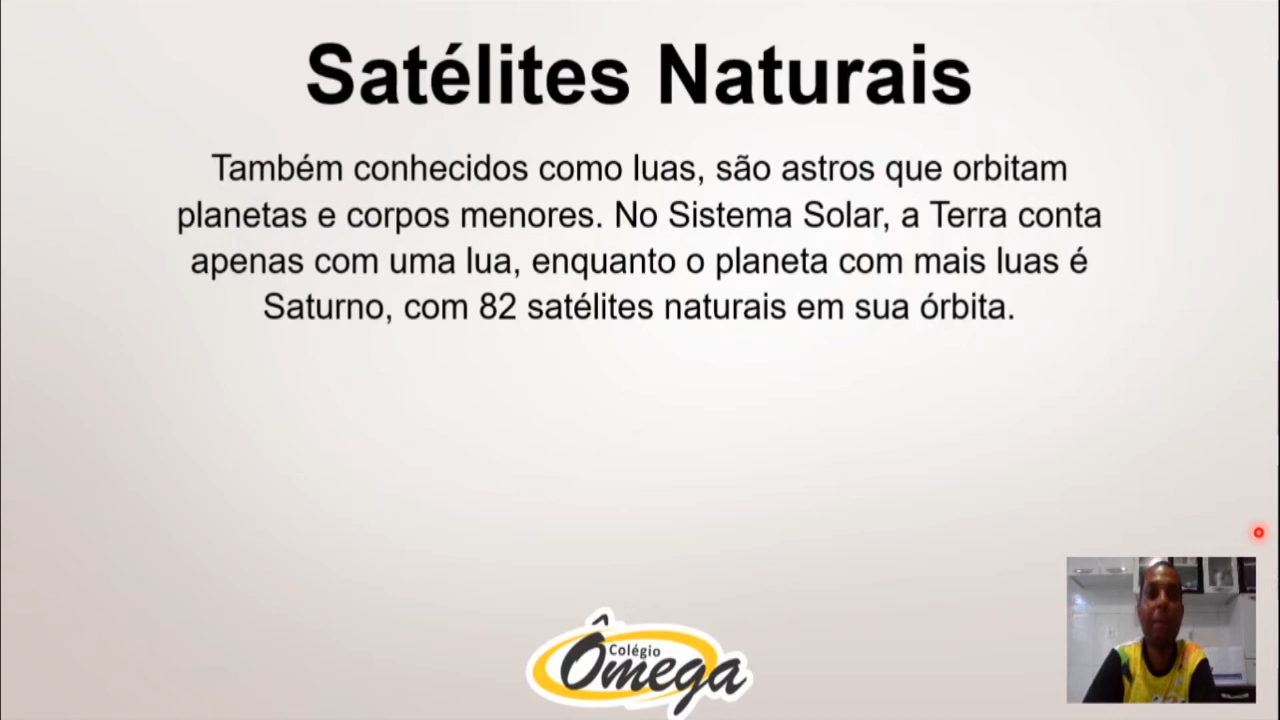 Satélites Naturais
Também conhecidos como luas, são astros que orbitam
planetas e corpos menores. No Sistema Solar, a Terra conta
apenas com uma lua, enquanto o planeta com mais luas é
Saturno, com 82 satélites naturais em sua órbita.
Colégio
Ômega